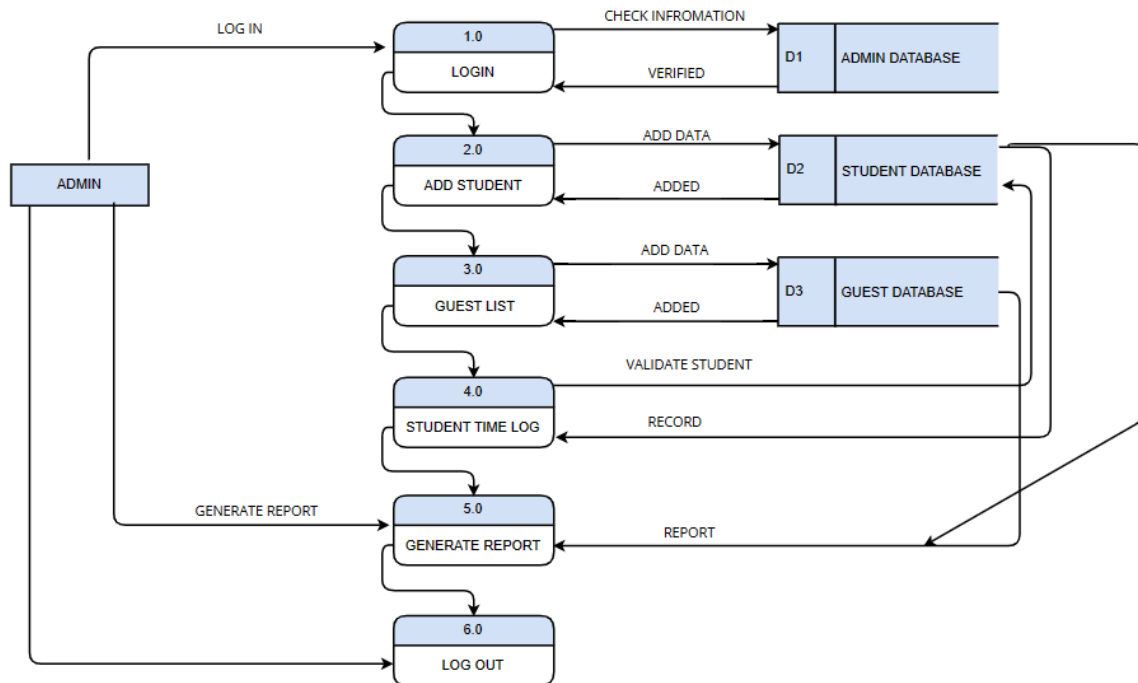 CHECK INFROMATION
LOG IN
1.0
D1
ADMIN DATABASE
LOGIN
VERIFIED
ADD DATA
2.0
D2
STUDENT DATABASE
ADMIN
ADD STUDENT
ADDED
ADD DATA
3.0
D3
GUEST DATABASE
GUEST LIST
ADDED
VALIDATE STUDENT
4.0
STUDENT TIME LOG
RECORD
GENERATE REPORT
5.0
GENERATE REPORT
REPORT
6.0
LOG OUT